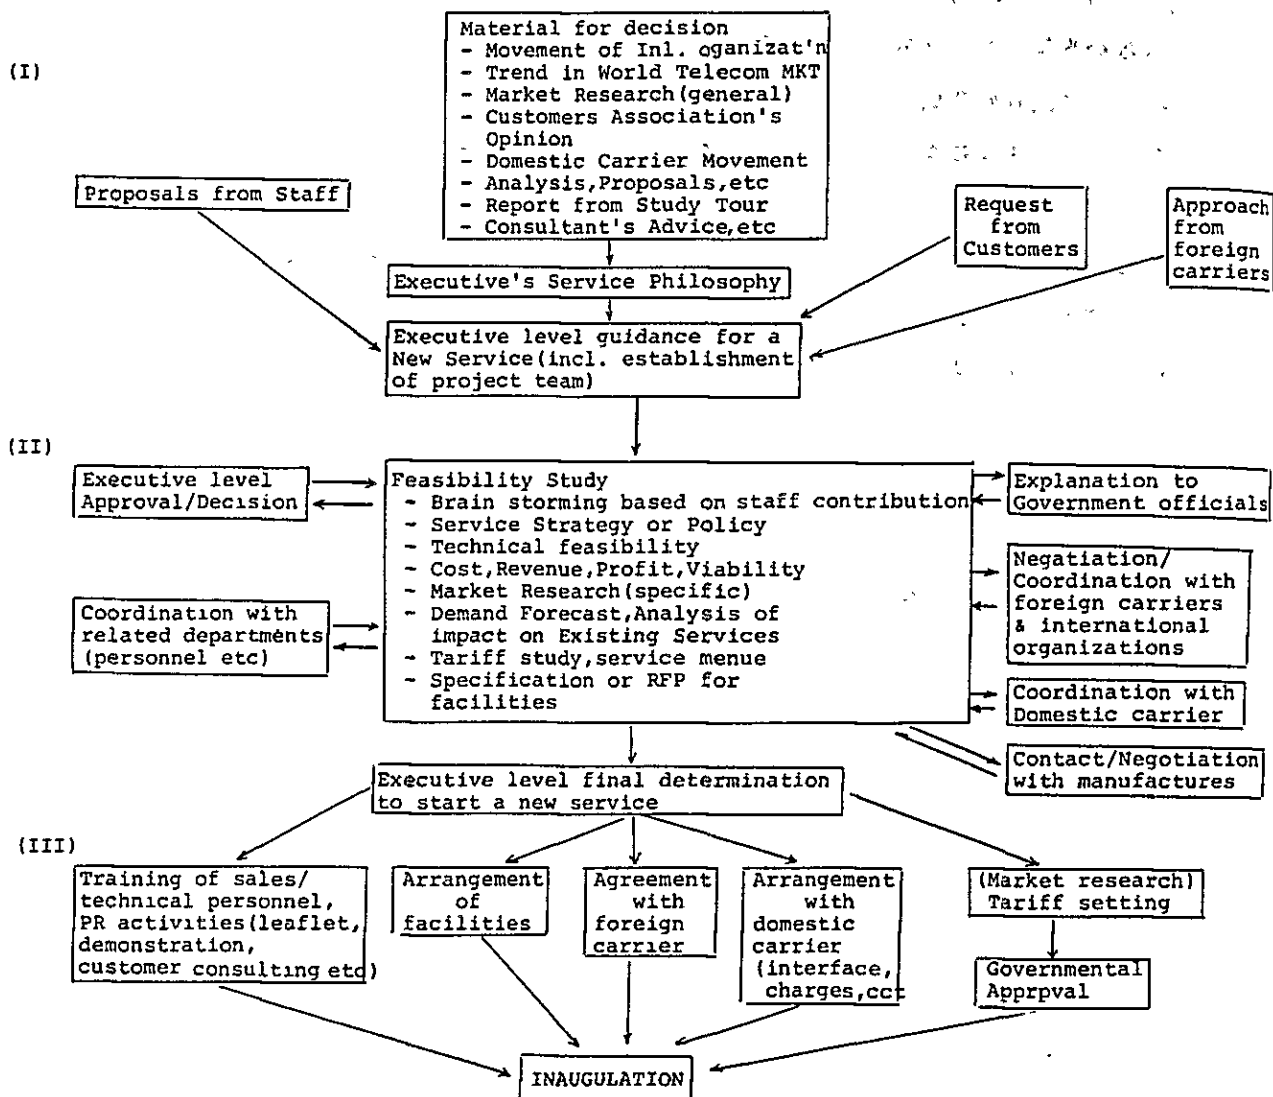 (I)
Material for decision
- Movement of Inl. oganizat'n
- Trend in World Telecom MKT
- Market Research(general)
- Customers Association's
Opinion
- Domestic Carrier Movement
- Analysis,Proposals,etc
- Report from Study Tour
- Consultant's Advice,etc
Proposals from Staff
Request
from
Customers
Approach
from
foreign
carriers
Executive's Service Philosophy
Executive level guidance for a
New Service(incl. establishment
of project team)
(II)
Executive level
Approval/Decision
Coordination with
related departments
(personnel etc)
Feasibility Study
- Brain storming based on staff contribution
- Service Strategy or Policy
- Technical feasibility
- Cost,Revenue,Profit,Viability
- Market Research(specific)
- Demand Forecast,Analysis of
impact on Existing Services
- Tariff study,service menue
- Specification or RFP for
facilities
Explanation to
Government officials
Negatiation/
Coordination with
foreign carriers
& international
organizations
Coordination with
Domestic carrier
Contact/Negotiation
with manufactures
Executive level final determination
to start a new service
(III)
Training of sales/
technical personnel,
PR activities(leaflet,
demonstration,
customer consulting etc)
Arrangement
of
facilities
Agreement
with
foreign
carrier
Arrangement
with
domestic
carrier
(interface,
charges,cct
(Market research)
Tariff setting
Governmental
Apprpval
INAUGULATION